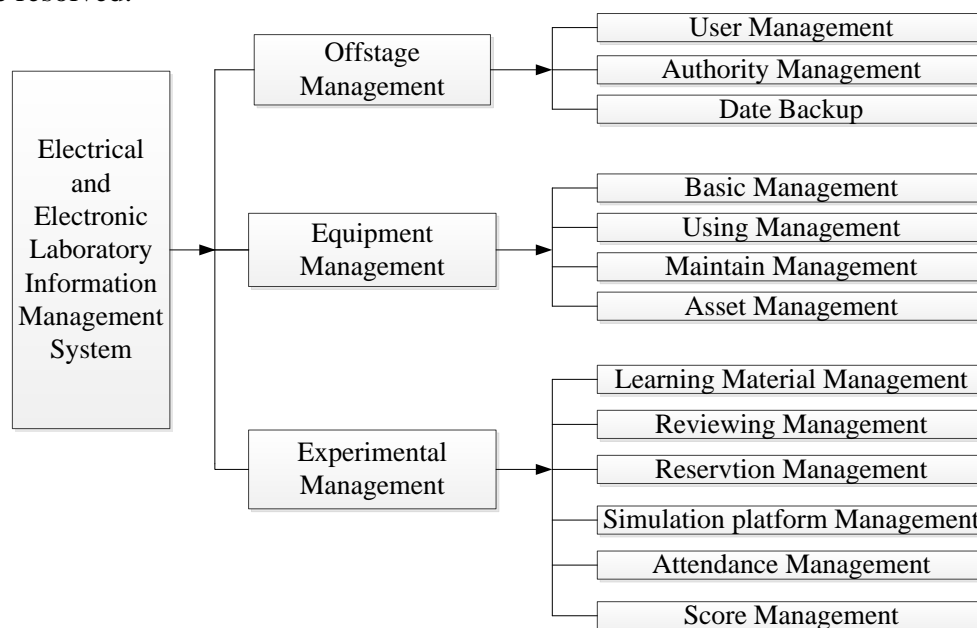 resolved.
Electrical
and
Electronic
Laboratory
Information
Management
System
Offstage
Management
User Management
Authority Management
Date Backup
Equipment
Management
Basic Management
Using Management
Maintain Management
Asset Management
Experimental
Management
Learning Material Management
Reviewing Management
Reservtion Management
Simulation platform Management
Attendance Management
Score Management